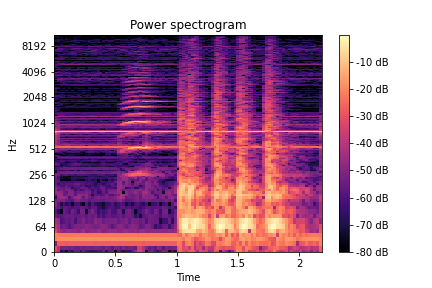 Power spectrogram
8192
4096
2048
1024
512
256
128
64
0
Hz
0
0.5
1
1.5
2
Time
-10 dB
-20 dB
-30 dB
-40 dB
-50 dB
-60 dB
-70 dB
-80 dB